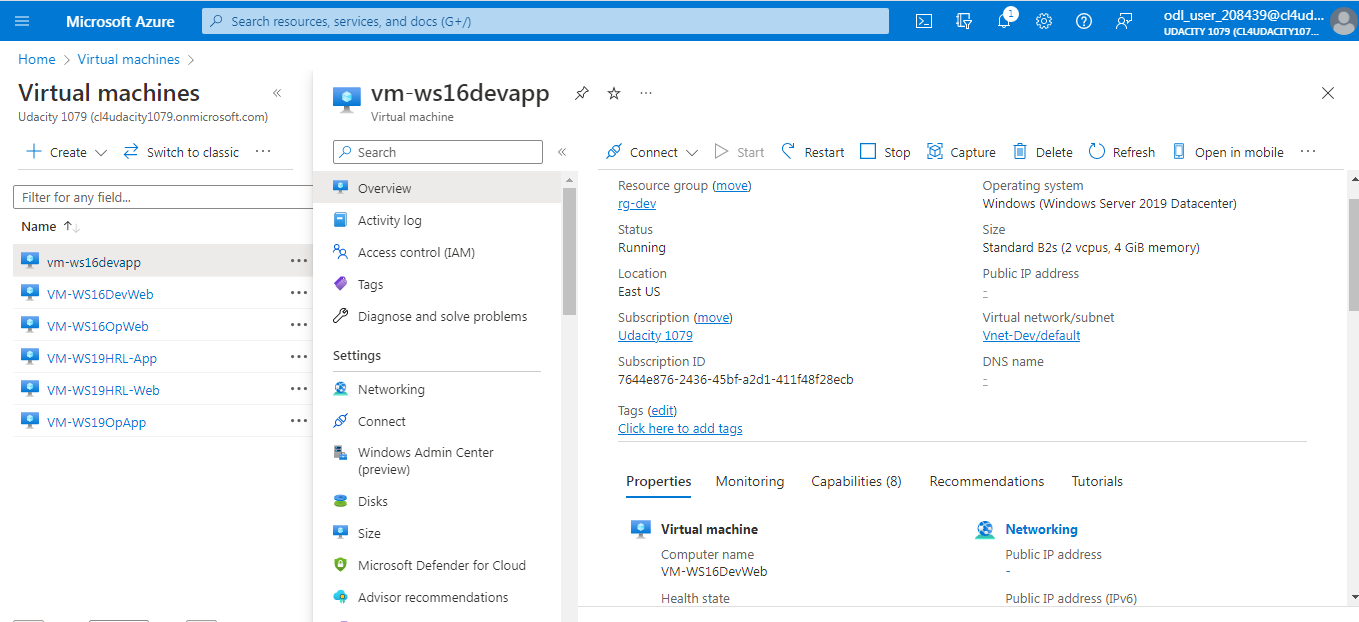 Microsoft Azure
Search resources, services, and docs (G+/)
1
odl_user_208439@cl4ud...
UDACITY 1079 (CL4UDACITY107...
Home > Virtual machines >
Virtual machines
Udacity 1079 (cl4udacity1079.onmicrosoft.com)
Create
Switch to classic
Filter for any field...
Name
vm-ws16devapp
VM-WS16DevWeb
VM-WS16OpWeb
VM-WS19HRL-App
VM-WS19HRL-Web
VM-WS19OpApp
vm-ws16devapp
Virtual machine
Search
Overview
Activity log
Access control (IAM)
Tags
Diagnose and solve problems
Settings
Networking
Connect
Windows Admin Center
(preview)
Disks
Size
Microsoft Defender for Cloud
Advisor recommendations
Connect
Start
Restart
Stop
Capture
Delete
Refresh
Open in mobile
Resource group (move)
rg-dev
Status
Running
Location
East US
Subscription (move)
Udacity 1079
Subscription ID
7644e876-2436-45bf-a2d1-411f48f28ecb
Tags (edit)
Click here to add tags
Operating system
Windows (Windows Server 2019 Datacenter)
Size
Standard B2s (2 vcpus, 4 GiB memory)
Public IP address
-
Virtual network/subnet
Vnet-Dev/default
DNS name
-
Properties
Monitoring
Capabilities (8)
Recommendations
Tutorials
Virtual machine
Computer name
VM-WS16DevWeb
Health state
Networking
Public IP address
-
Public IP address (IPv6)